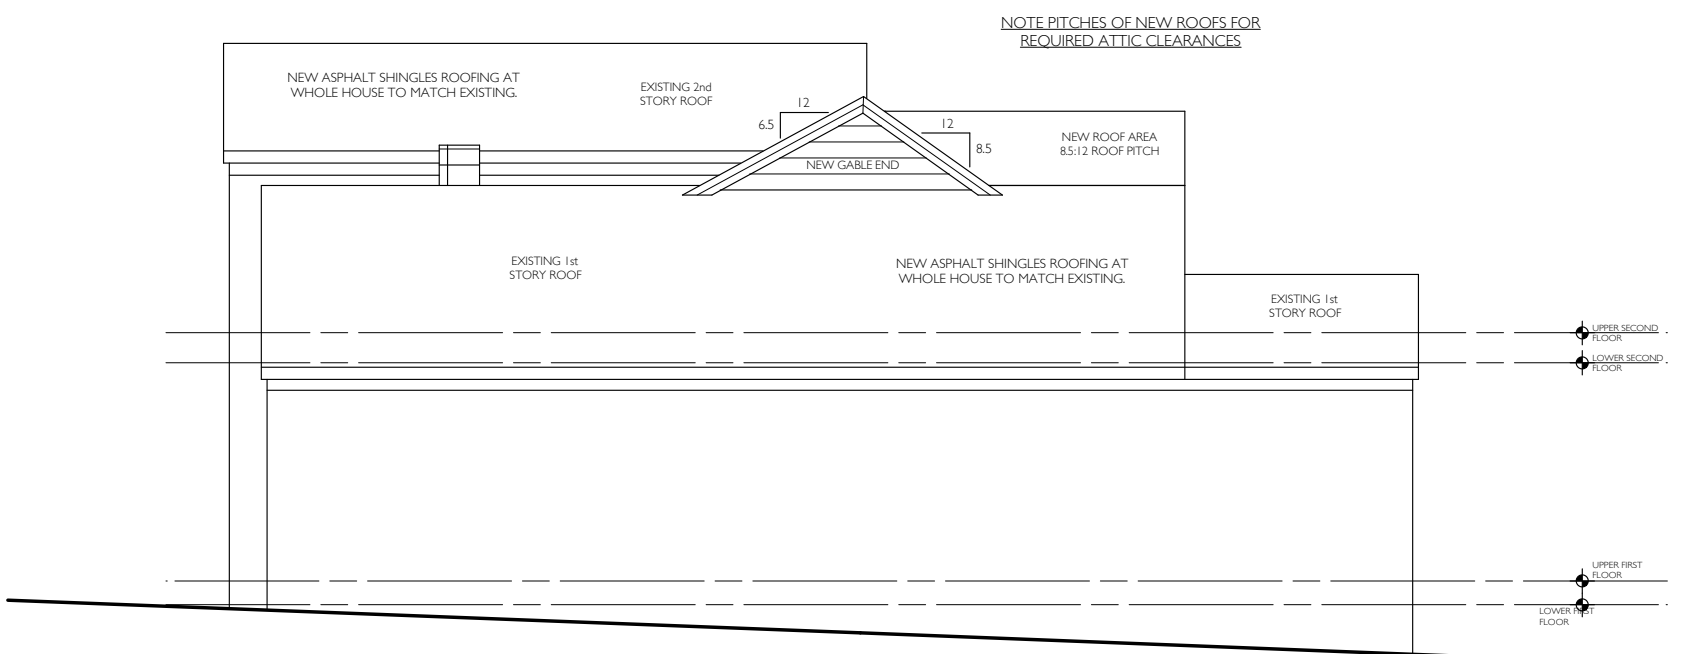 NOTE PITCHES OF NEW ROOFS FOR
REQUIRED ATTIC CLEARANCES
NEW ASPHALT SHINGLES ROOFING AT
WHOLE HOUSE TO MATCH EXISTING.
EXISTING 2nd
STORY ROOF
12
6.5
12
8.5
NEW ROOF AREA
8.5:12 ROOF PITCH
NEW GABLE END
EXISTING 1st
STORY ROOF
NEW ASPHALT SHINGLES ROOFING AT
WHOLE HOUSE TO MATCH EXISTING.
EXISTING 1st
STORY ROOF
UPPER SECOND
FLOOR
LOWER SECOND
FLOOR
UPPER FIRST
FLOOR
LOWER FIRST
FLOOR